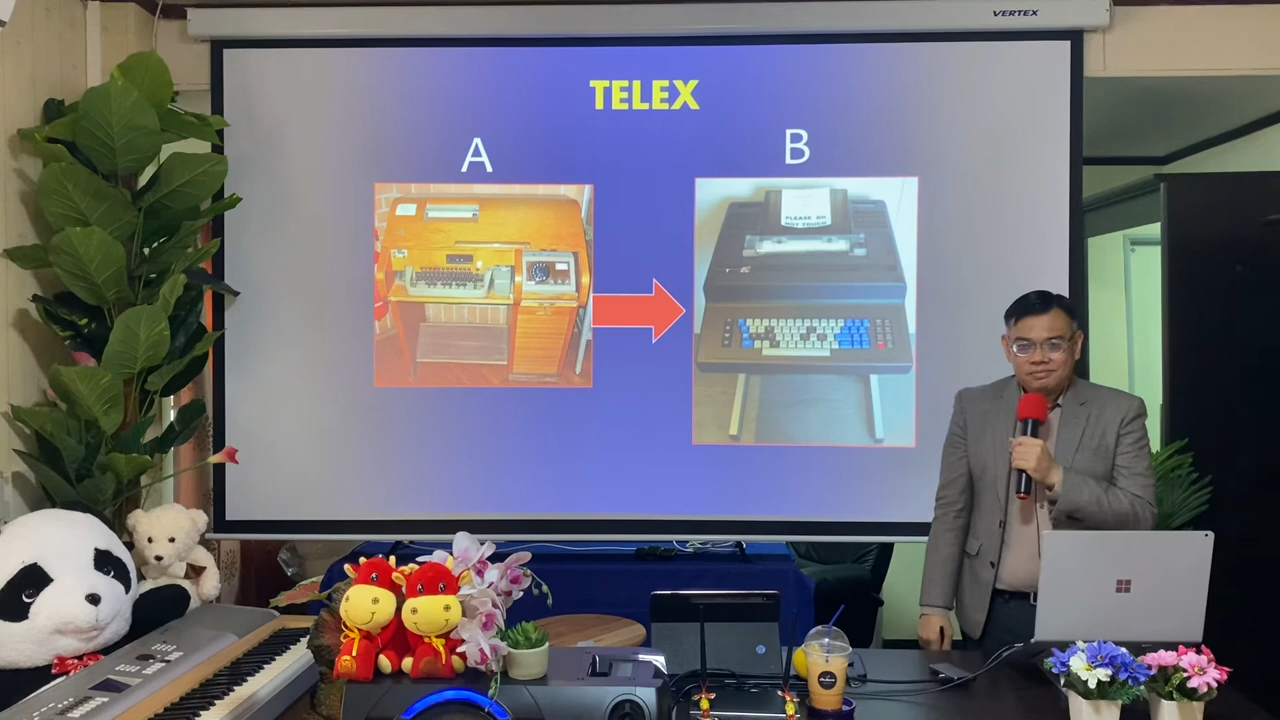 VERTEX
TELEX
A
B
PLEASE DO
NOT TOUCH